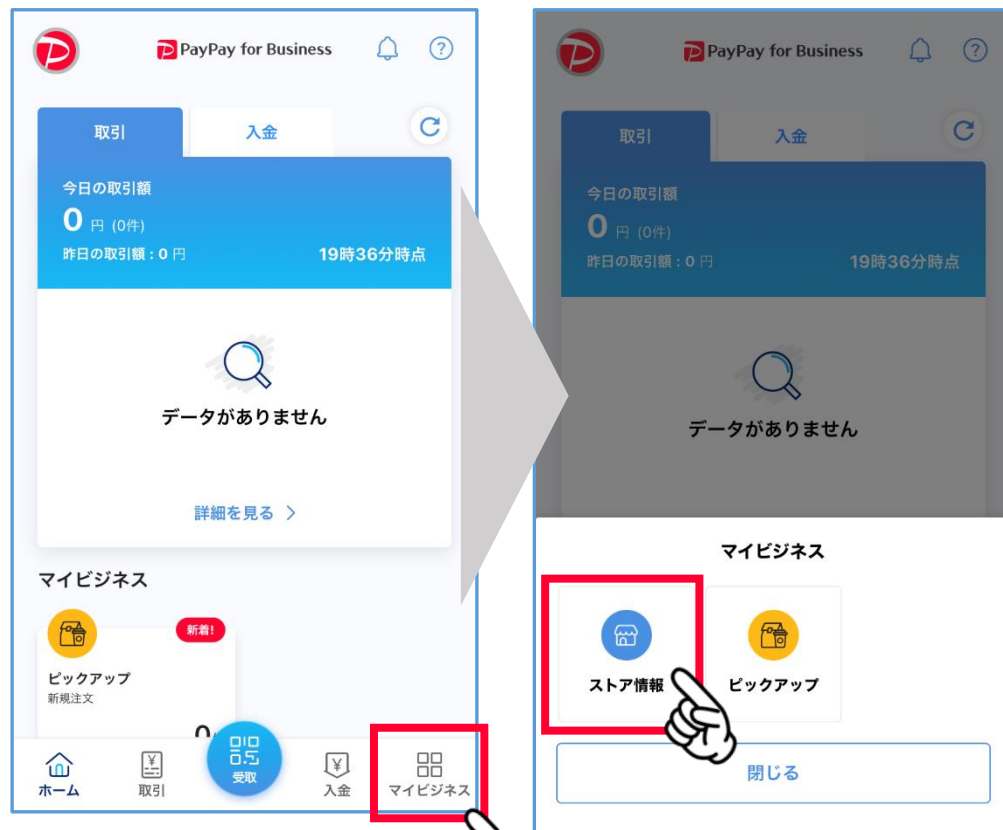 PayPay for Business
取引
入金
今日の取引額
0 円 (0件)
昨日の取引額：0 円
19時36分時点
データがありません
詳細を見る
マイビジネス
新着!
ピックアップ
新規注文
0
ホーム
取引
受取
入金
マイビジネス
PayPay for Business
取引
入金
今日の取引額
0 円 (0件)
昨日の取引額：0 円
19時36分時点
データがありません
マイビジネス
ストア情報
ピックアップ
閉じる